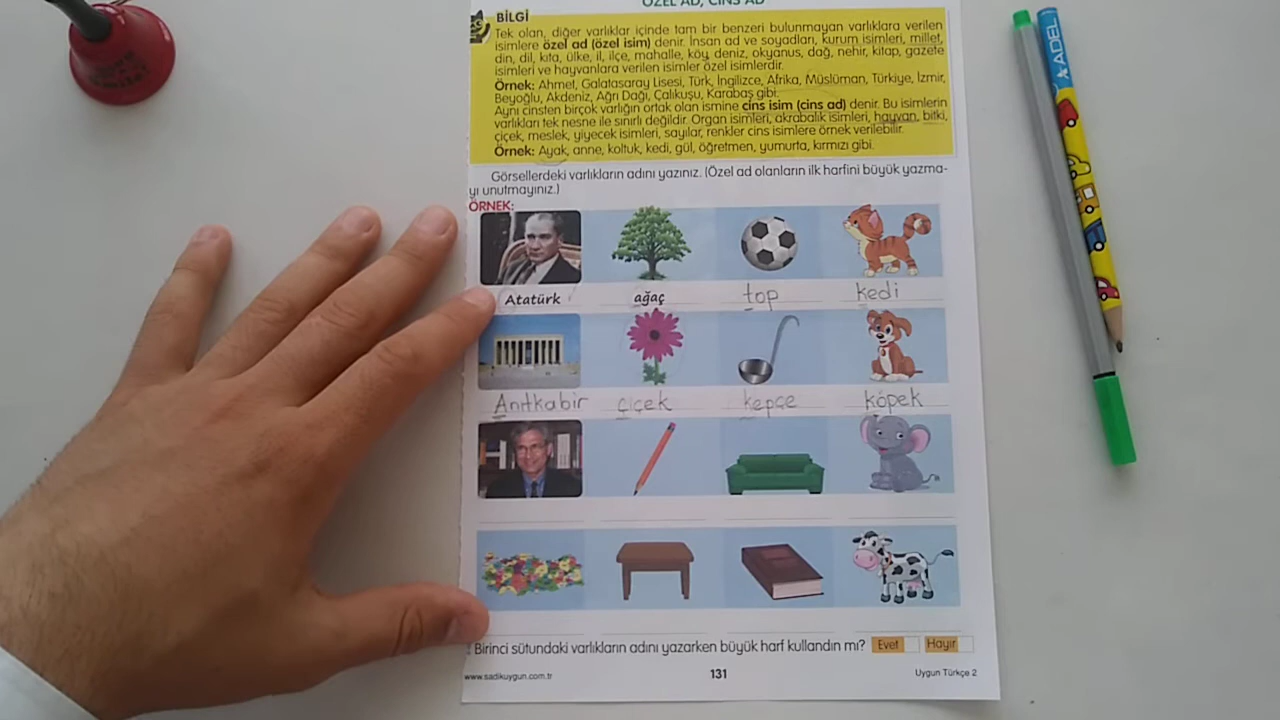 ÖZEL AD, CİNS AD
BİLGİ
Tek olan, diğer varlıklar içinde tam bir benzeri bulunmayan varlıklara verilen
isimlere özel ad (özel isim) denir. İnsan ad ve soyadları, kurum isimleri, millet,
din, dil, kıta, ülke, il, ilçe, mahalle, köy, deniz, okyanus, dağ, nehir, kitap, gazete
isimleri ve hayvanlara verilen isimler özel isimlerdir.
Örnek: Ahmet, Galatasaray Lisesi, Türk, İngilizce, Afrika, Müslüman, Türkiye, İzmir,
Beyoğlu, Akdeniz, Ağrı Dağı, Çalıkuşu, Karabaş gibi.
Aynı cinsten birçok varlığın ortak olan ismine cins isim (cins ad) denir. Bu isimlerin
varlıkları tek nesne ile sınırlı değildir. Organ isimleri, akrabalık isimleri, hayvan, bitki,
çiçek, meslek, yiyecek isimleri, sayılar, renkler cins isimlere örnek verilebilir.
Örnek: Ayak, anne, koltuk, kedi, gül, öğretmen, yumurta, kırmızı gibi.
Görsellerdeki varlıkların adını yazınız. (Özel ad olanların ilk harfini büyük yazma-
yı unutmayınız.)
ÖRNEK:
Atatürk ağaç top kedi
Anıtkabir çiçek kepçe köpek
Birinci sütundaki varlıkların adını yazarken büyük harf kullandın mı? Evet Hayır
www.sadikuygun.com.tr 131 Uygun Türkçe 2
ADEL